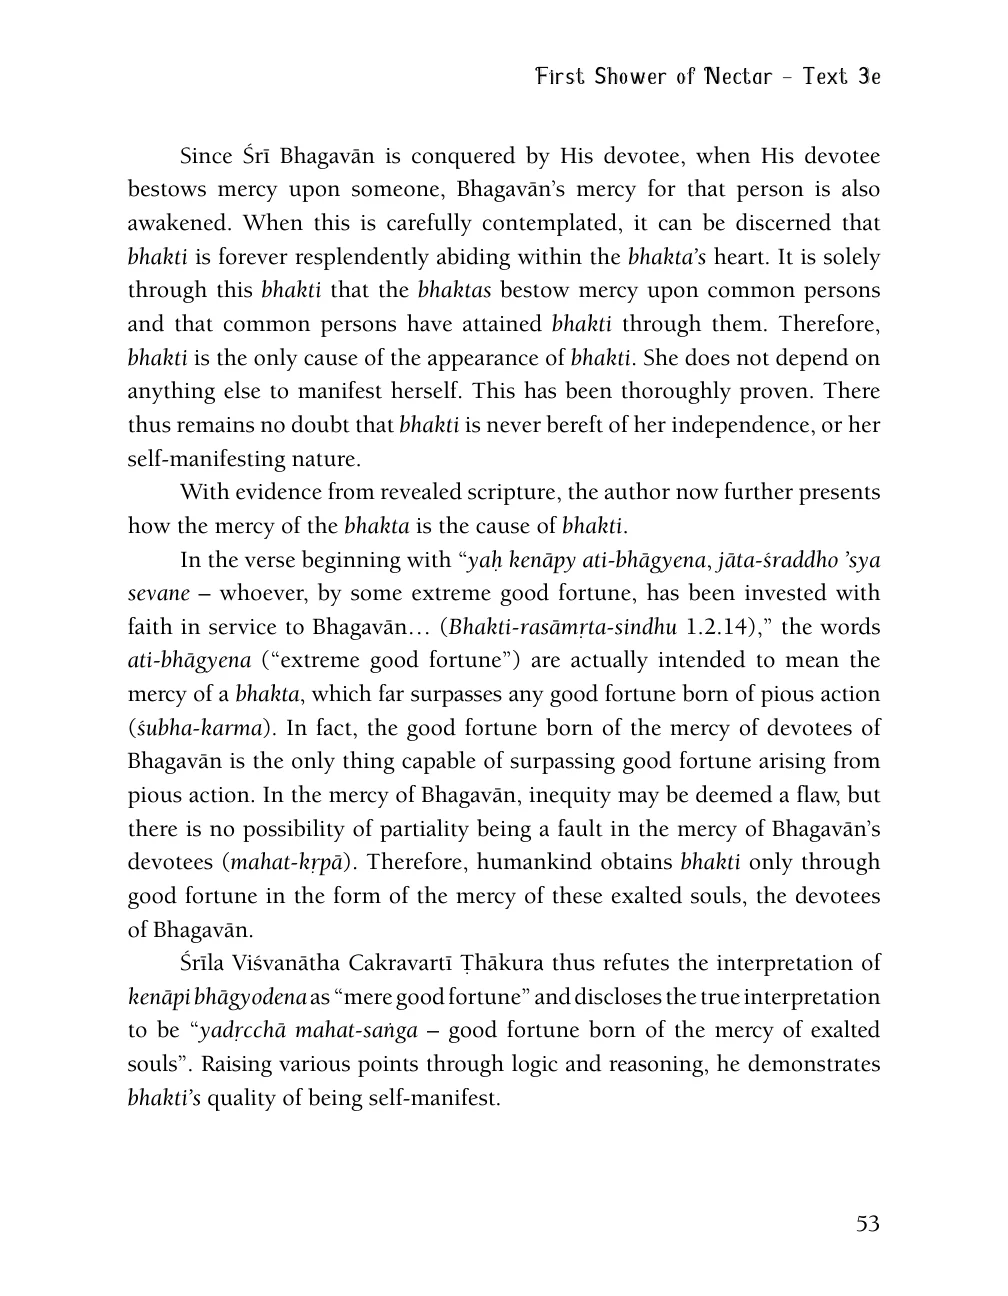 First Shower of Nectar – Text 3e
Since Śrī Bhagavān is conquered by His devotee, when His devotee
bestows mercy upon someone, Bhagavān’s mercy for that person is also
awakened. When this is carefully contemplated, it can be discerned that
bhakti is forever resplendently abiding within the bhakta’s heart. It is solely
through this bhakti that the bhaktas bestow mercy upon common persons
and that common persons have attained bhakti through them. Therefore,
bhakti is the only cause of the appearance of bhakti. She does not depend on
anything else to manifest herself. This has been thoroughly proven. There
thus remains no doubt that bhakti is never bereft of her independence, or her
self-manifesting nature.
With evidence from revealed scripture, the author now further presents
how the mercy of the bhakta is the cause of bhakti.
In the verse beginning with “yaḥ kenāpy ati-bhāgyena, jāta-śraddho ’sya
sevane – whoever, by some extreme good fortune, has been invested with
faith in service to Bhagavān… (Bhakti-rasāmṛta-sindhu 1.2.14),” the words
ati-bhāgyena (“extreme good fortune”) are actually intended to mean the
mercy of a bhakta, which far surpasses any good fortune born of pious action
(śubha-karma). In fact, the good fortune born of the mercy of devotees of
Bhagavān is the only thing capable of surpassing good fortune arising from
pious action. In the mercy of Bhagavān, inequity may be deemed a flaw, but
there is no possibility of partiality being a fault in the mercy of Bhagavān’s
devotees (mahat-kṛpā). Therefore, humankind obtains bhakti only through
good fortune in the form of the mercy of these exalted souls, the devotees
of Bhagavān.
Śrīla Viśvanātha Cakravartī Ṭhākura thus refutes the interpretation of
kenāpi bhāgyodena as “mere good fortune” and discloses the true interpretation
to be “yadṛcchā mahat-saṅga – good fortune born of the mercy of exalted
souls”. Raising various points through logic and reasoning, he demonstrates
bhakti’s quality of being self-manifest.
53